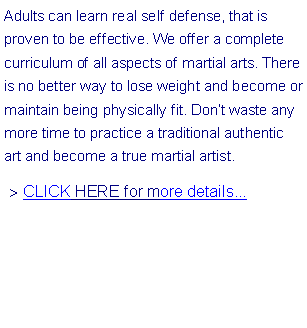 Adults can learn real self defense, that is
proven to be effective. We offer a complete
curriculum of all aspects of martial arts. There
is no better way to lose weight and become or
maintain being physically fit. Don't waste any
more time to practice a traditional authentic
art and become a true martial artist.
> CLICK HERE for more details...